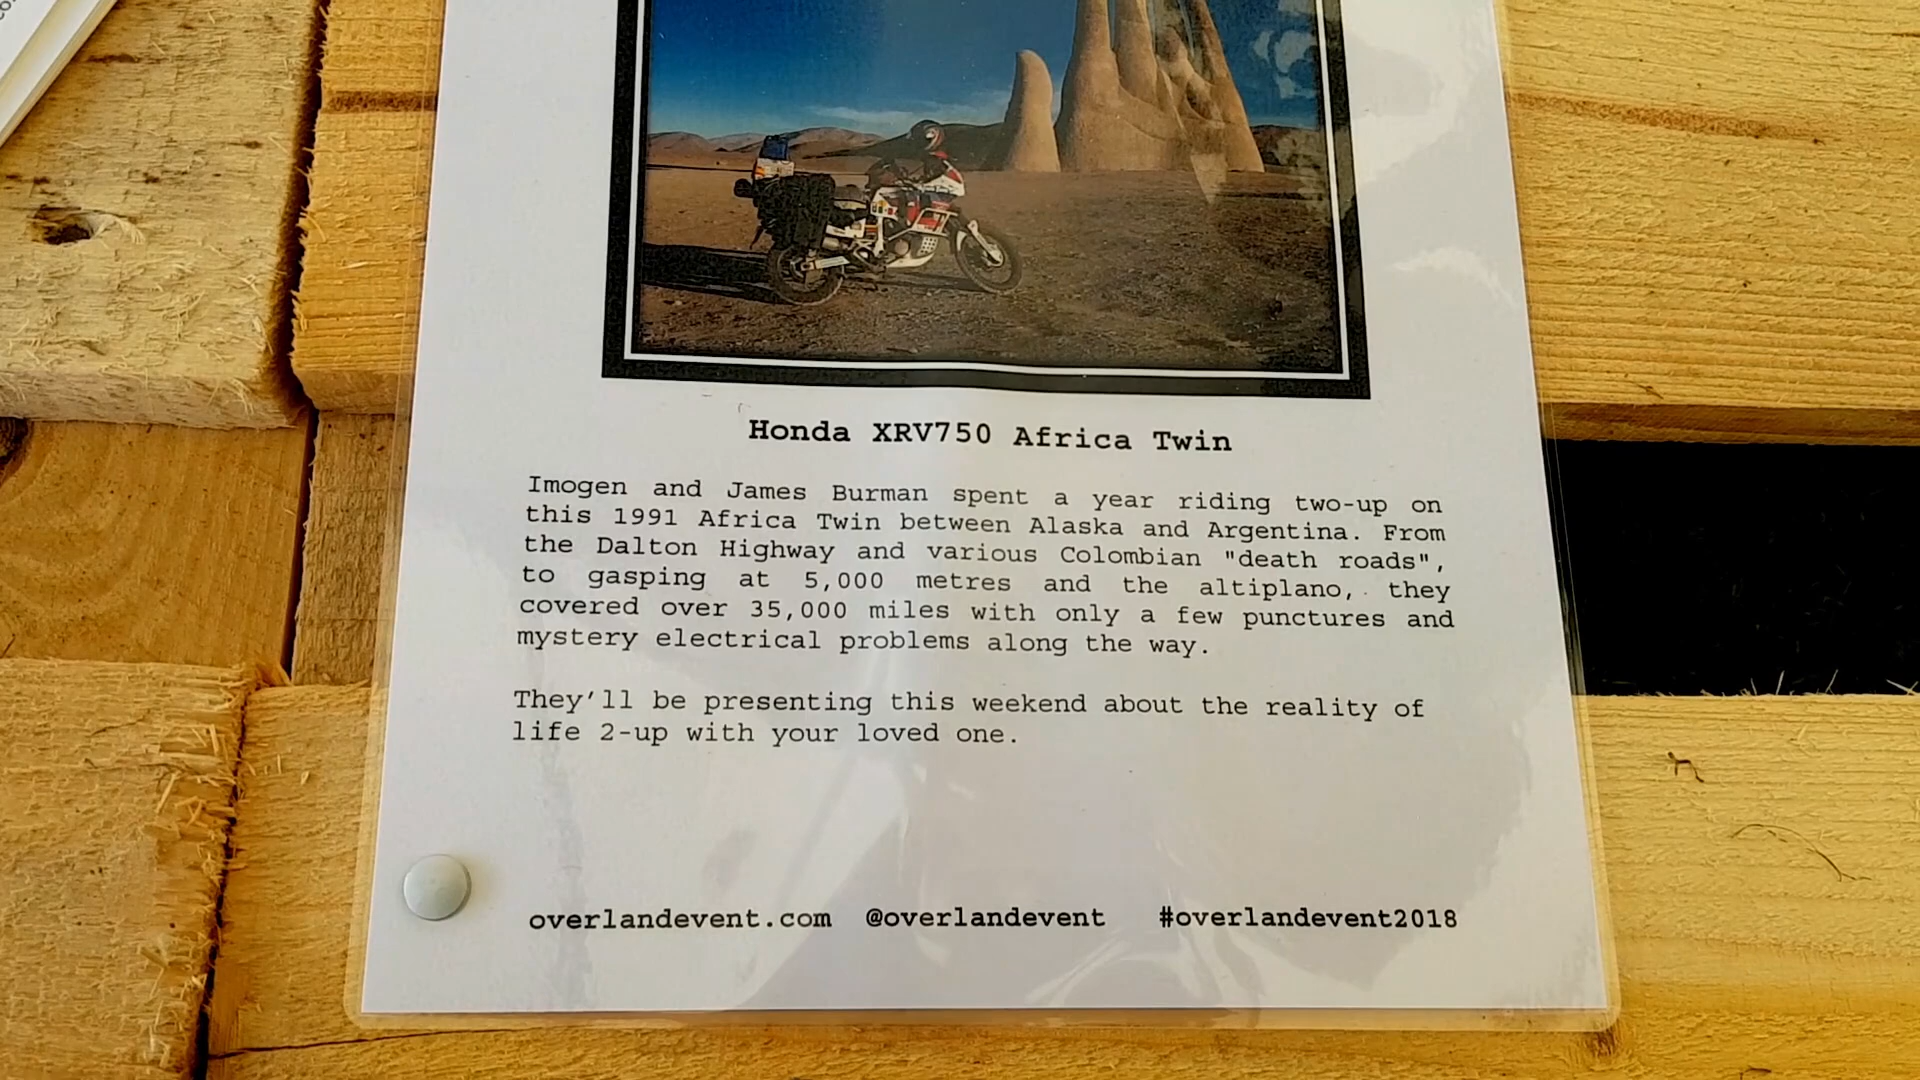 Honda XRV750 Africa Twin
Imogen and James Burman spent a year riding two-up on
this 1991 Africa Twin between Alaska and Argentina. From
the Dalton Highway and various Colombian "death roads",
to gasping at 5,000 metres and the altiplano, they
covered over 35,000 miles with only a few punctures and
mystery electrical problems along the way.
They'll be presenting this weekend about the reality of
life 2-up with your loved one.
overlandevent.com @overlandevent #overlandevent2018